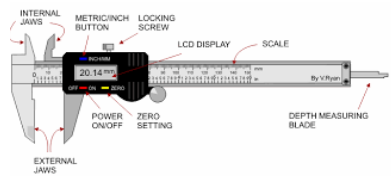 INTERNAL
JAWS
METRIC/INCH
BUTTON
LOCKING
SCREW
LCD DISPLAY
SCALE
INCH/MM
20.14 mm
OFF ON ZERO
By V.Ryan
POWER
ON/OFF
ZERO
SETTING
DEPTH MEASURING
BLADE
EXTERNAL
JAWS